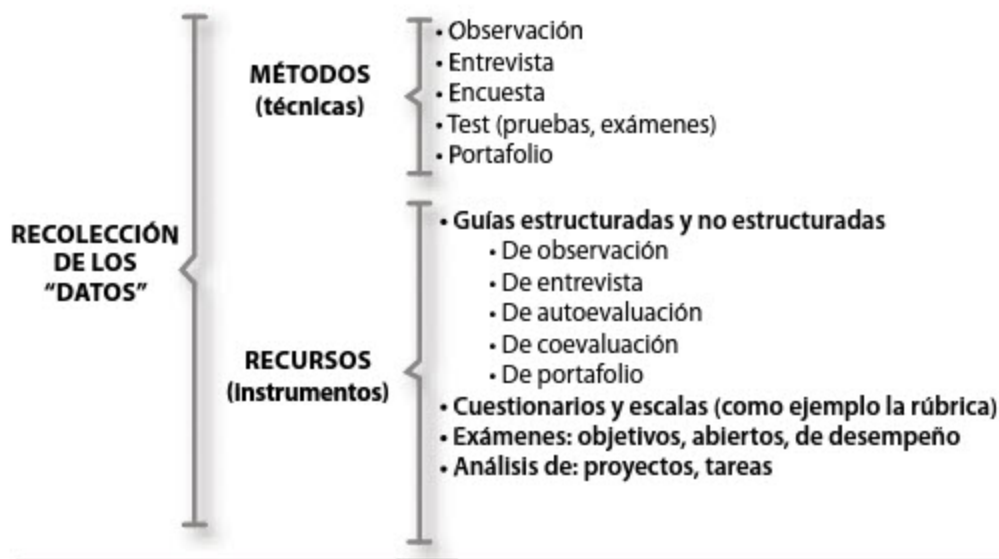 RECOLECCIÓN
DE LOS
“DATOS”
MÉTODOS
(técnicas)
• Observación
• Entrevista
• Encuesta
• Test (pruebas, exámenes)
• Portafolio
RECURSOS
(instrumentos)
• Guías estructuradas y no estructuradas
• De observación
• De entrevista
• De autoevaluación
• De coevaluación
• De portafolio
• Cuestionarios y escalas (como ejemplo la rúbrica)
• Exámenes: objetivos, abiertos, de desempeño
• Análisis de: proyectos, tareas